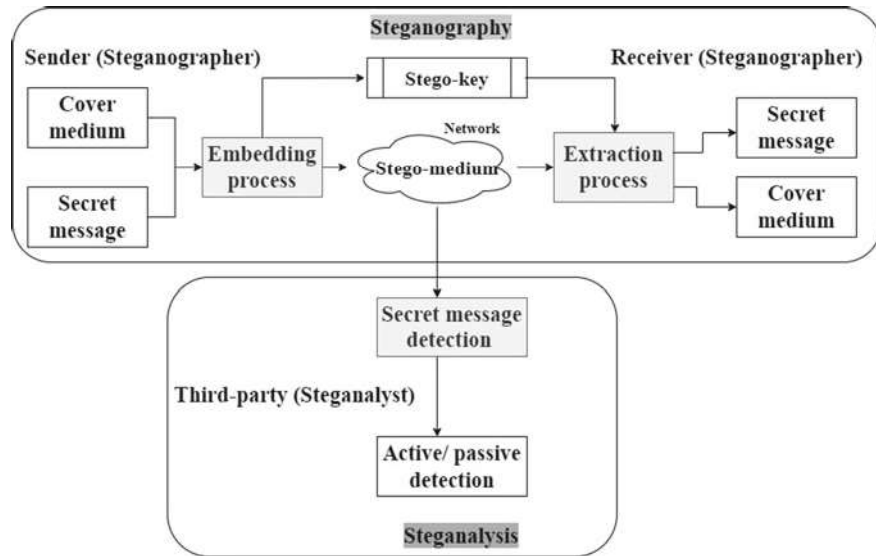 Steganography
Sender (Steganographer)
Receiver (Steganographer)
Stego-key
Cover
medium
Secret
message
Network
Embedding
process
Stego-medium
Extraction
process
Secret
message
Cover
medium
Secret message
detection
Third-party (Steganalyst)
Active/ passive
detection
Steganalysis